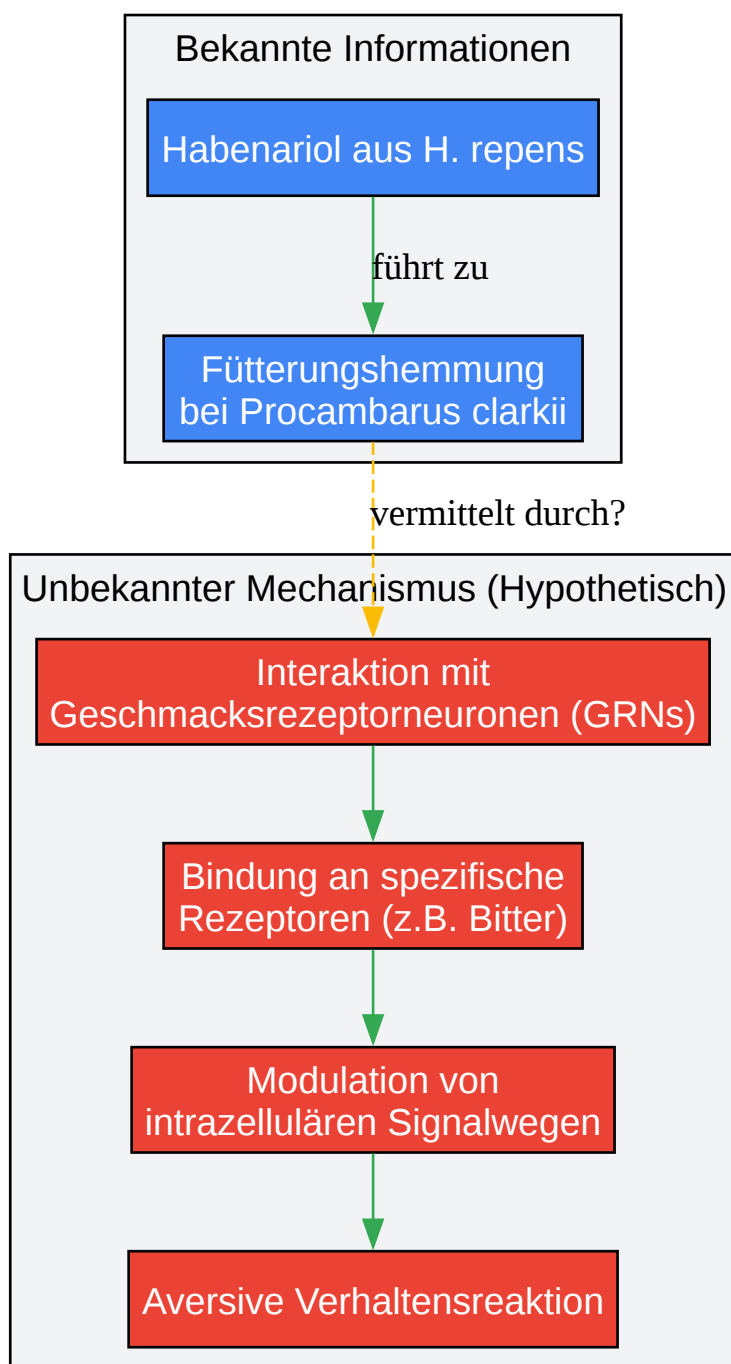 Bekannte Informationen
Habenariol aus H. repens
führt zu
Fütterungshemmung
bei Procambarus clarkii
vermittelt durch?
Unbekannter Mechanismus (Hypothetisch)
Interaktion mit
Geschmacksrezeptorneuronen (GRNs)
Bindung an spezifische
Rezeptoren (z.B. Bitter)
Modulation von
intrazellulären Signalwegen
Aversive Verhaltensreaktion